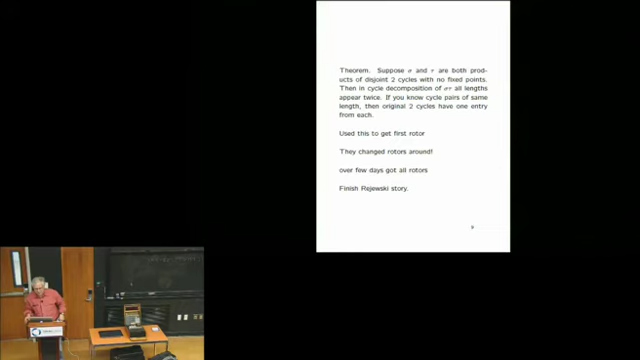 Theorem. Suppose σ and τ are both prod-
ucts of disjoint 2 cycles with no fixed points.
Then in cycle decomposition of στ all lengths
appear twice. If you know cycle pairs of same
length, then original 2 cycles have one entry
from each.
Used this to get first rotor
They changed rotors around!
over few days got all rotors
Finish Rejewski story.